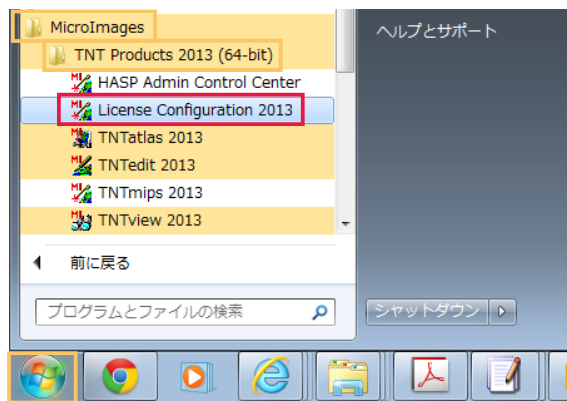 MicroImages
TNT Products 2013 (64-bit)
HASP Admin Control Center
License Configuration 2013
TNTatlas 2013
TNTedit 2013
TNTmips 2013
TNTview 2013
前に戻る
プログラムとファイルの検索
ヘルプとサポート
シャットダウン